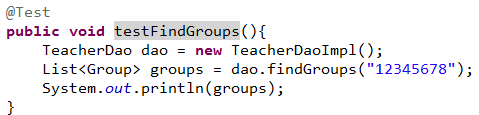 @Test
public void testFindGroups(){
    TeacherDao dao = new TeacherDaoImpl();
    List<Group> groups = dao.findGroups("12345678");
    System.out.println(groups);
}